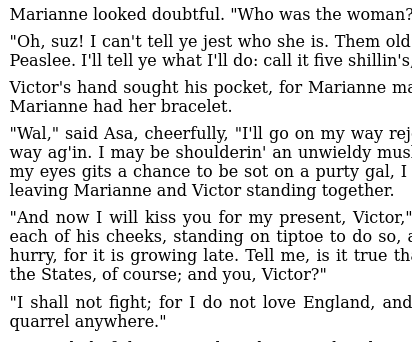 Marianne looked doubtful. "Who was the woman?
"Oh, suz! I can't tell ye jest who she is. Them old
Peaslee. I'll tell ye what I'll do: call it five shillin's,
Victor's hand sought his pocket, for Marianne
Marianne had her bracelet.
"Wal," said Asa, cheerfully, "I'll go on my way
way ag'in. I may be shoulderin' an unwieldy
my eyes gits a chance to be sot on a purty gal, I
leaving Marianne and Victor standing together.
"And now I will kiss you for my present, Victor,"
each of his cheeks, standing on tiptoe to do so,
hurry, for it is growing late. Tell me, is it true
the States, of course; and you, Victor?"
"I shall not fight; for I do not love England, and
quarrel anywhere."